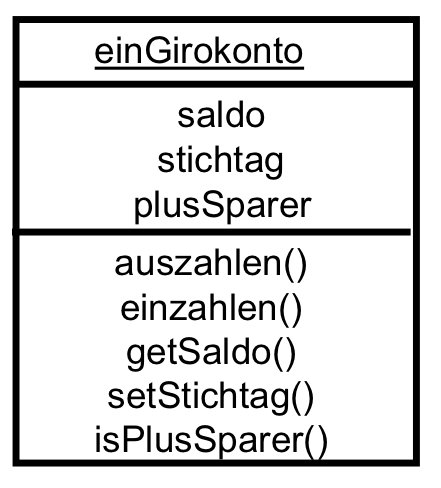 einGirokonto
saldo
stichtag
plusSparer
auszahlen()
einzahlen()
getSaldo()
setStichtag()
isPlusSparer()